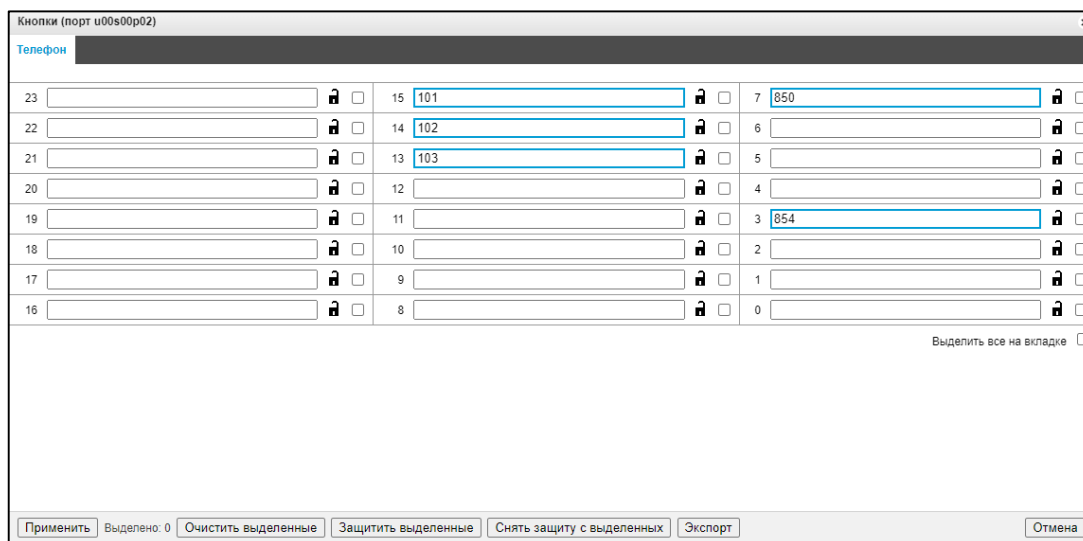 Кнопки (порт u00s00p02)
Телефон
23 15 101 7 850
22 14 102 6
21 13 103 5
20 12 4
19 11 3 854
18 10 2
17 9 1
16 8 0
Выделить все на вкладке
Применить Выделено: 0 Очистить выделенные Защитить выделенные Снять защиту с выделенных Экспорт Отмена